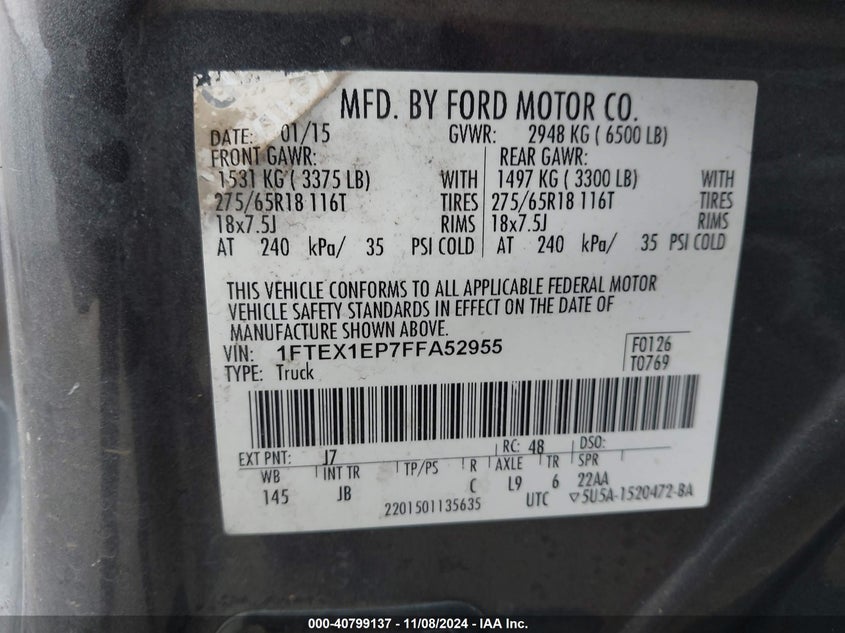 MFD. BY FORD MOTOR CO.
DATE: 01/15 GVWR: 2948 KG ( 6500 LB)
FRONT GAWR: REAR GAWR:
1531 KG ( 3375 LB) WITH 1497 KG ( 3300 LB) WITH
275/65R18 116T TIRES 275/65R18 116T TIRES
18x7.5J RIMS 18x7.5J RIMS
AT 240 kPa/ 35 PSI COLD AT 240 kPa/ 35 PSI COLD
THIS VEHICLE CONFORMS TO ALL APPLICABLE FEDERAL MOTOR
VEHICLE SAFETY STANDARDS IN EFFECT ON THE DATE OF
MANUFACTURE SHOWN ABOVE.
VIN: 1FTEX1EP7FFA52955 F0126
TYPE: Truck T0769
EXT PNT: J7 RC: 48 DSO:
WB INT TR TP/PS R AXLE TR SPR
145 JB C L9 6 22AA
2201501135635 UTC ▽5U5A-1520472-BA
000-40799137 - 11/08/2024 - IAA Inc.